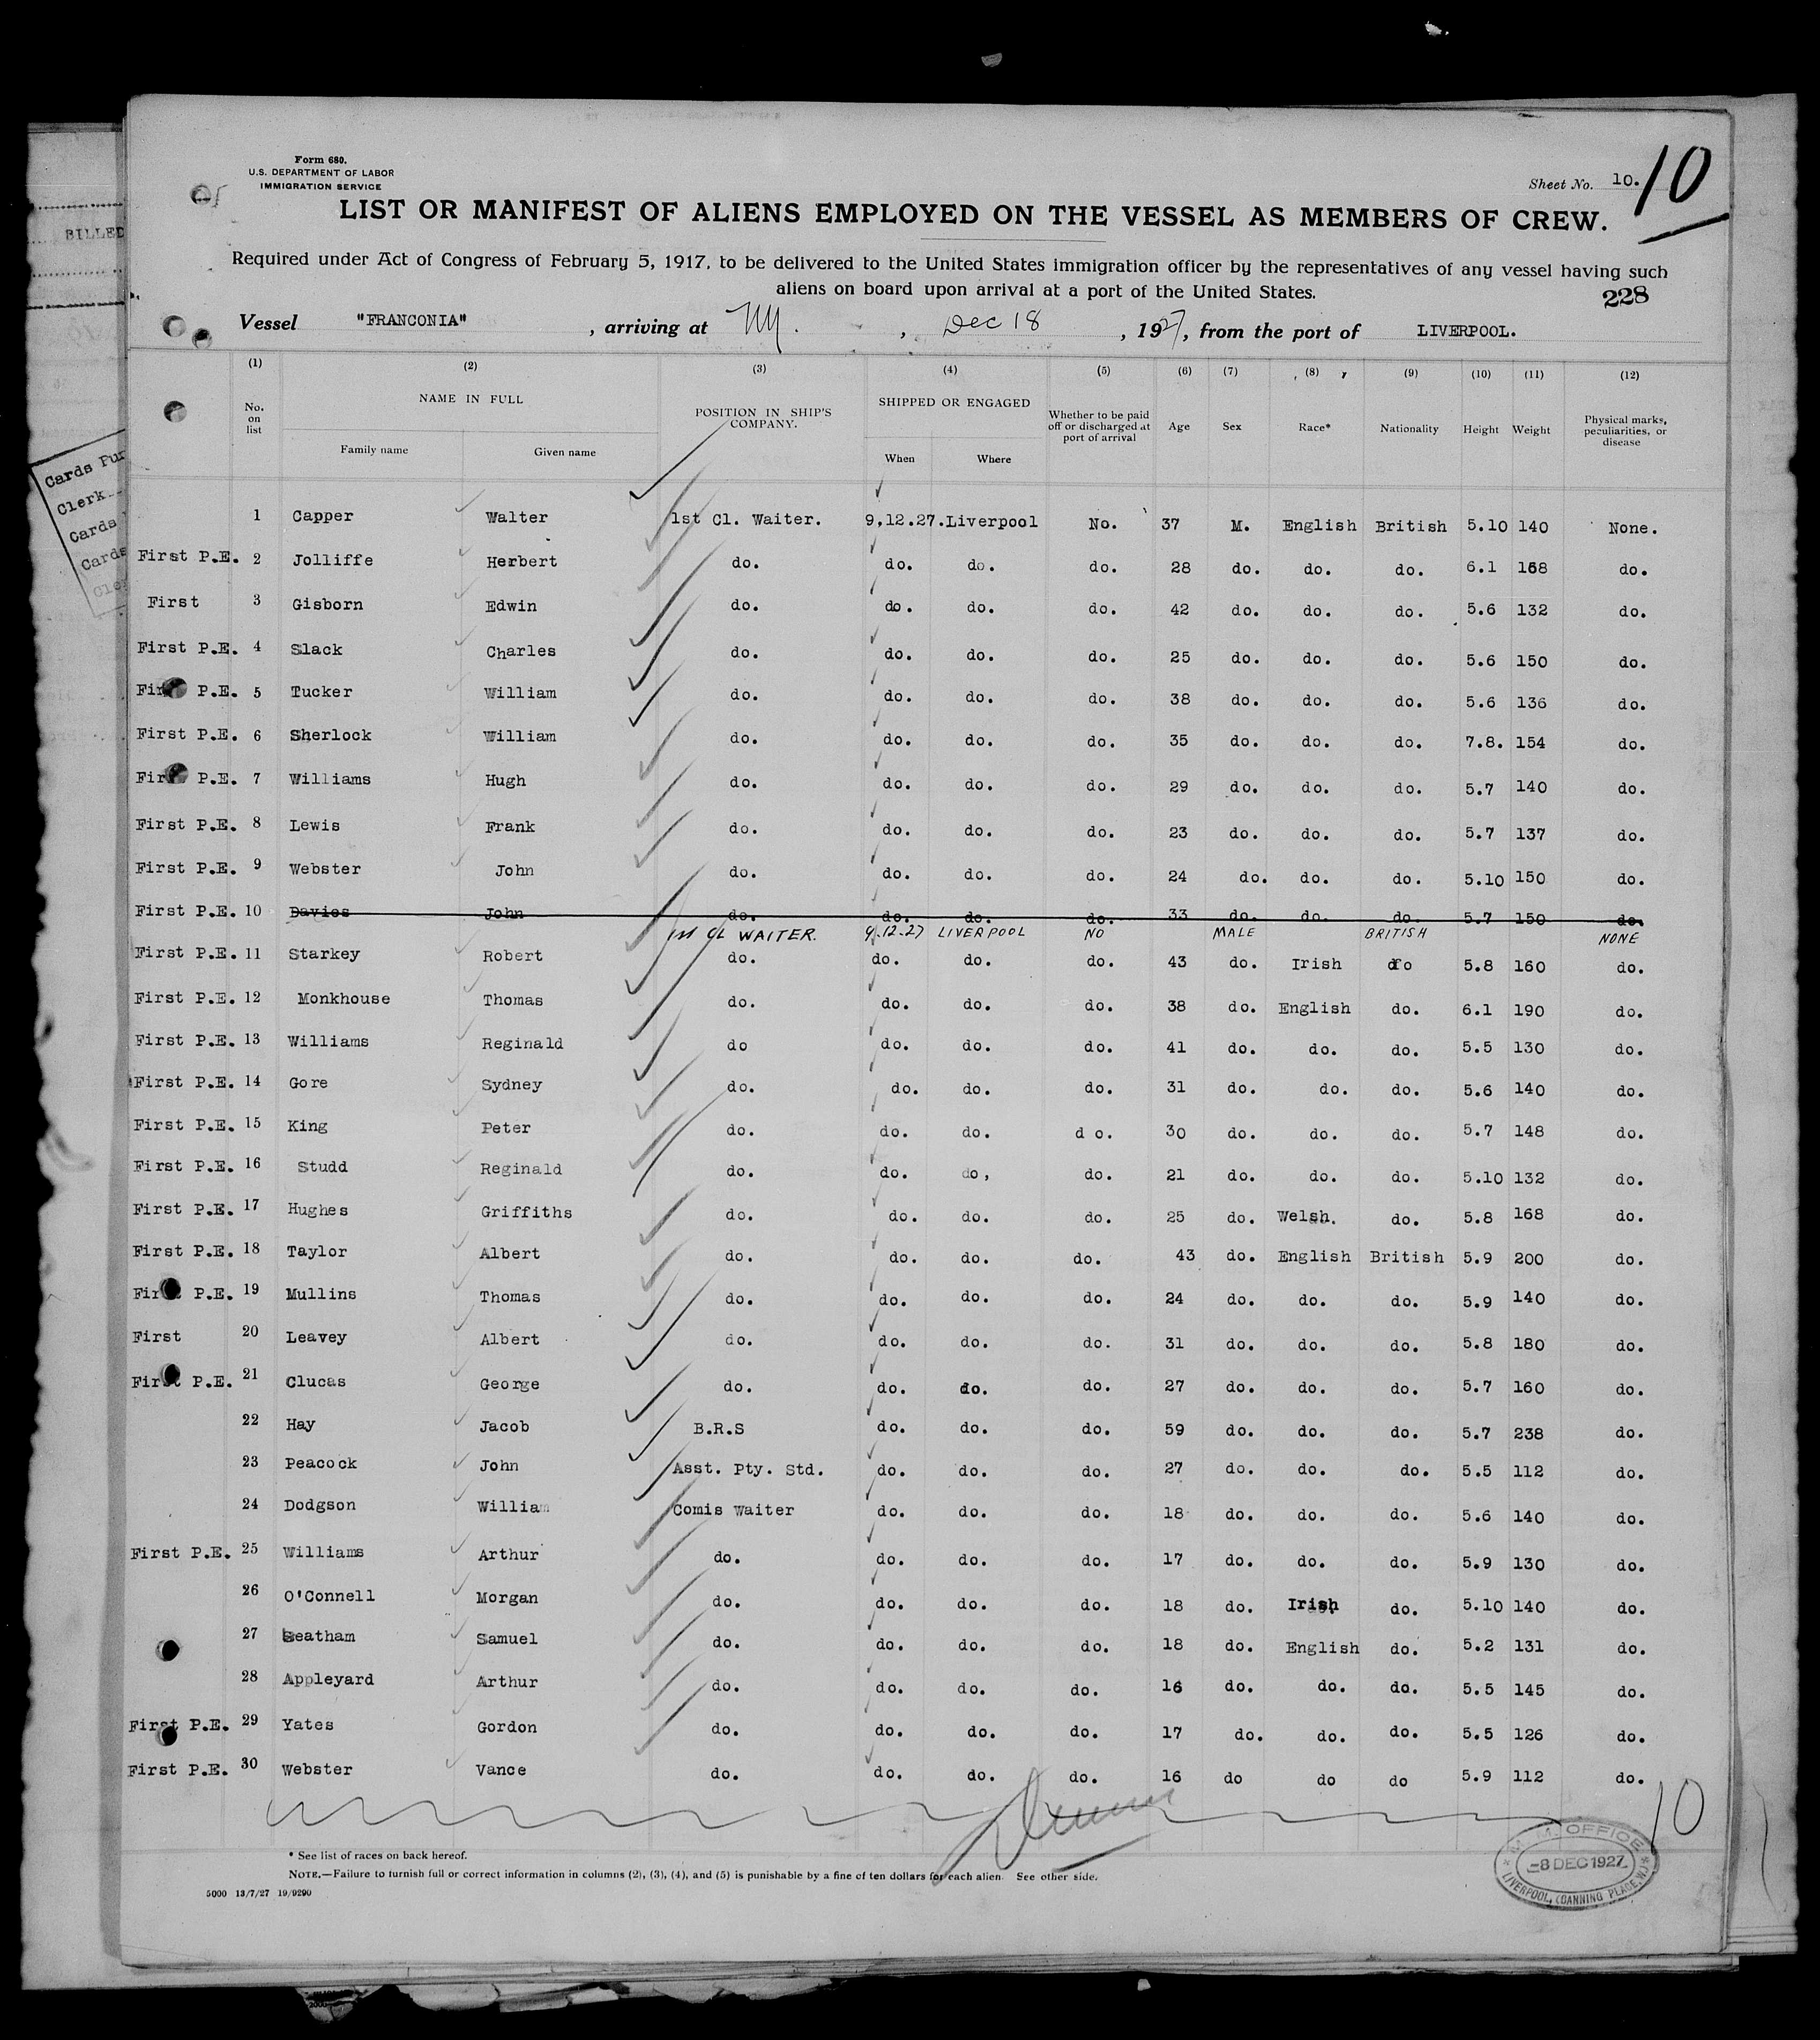 Form 680.
U.S. DEPARTMENT OF LABOR
IMMIGRATION SERVICE
Sheet No. 10.
10
LIST OR MANIFEST OF ALIENS EMPLOYED ON THE VESSEL AS MEMBERS OF CREW.
Required under Act of Congress of February 5, 1917, to be delivered to the United States immigration officer by the representatives of any vessel having such
aliens on board upon arrival at a port of the United States.
228
Vessel "FRANCONIA" , arriving at NY. , Dec 18 , 1927, from the port of LIVERPOOL.
(1) (2) (3) (4) (5) (6) (7) (8) (9) (10) (11) (12)
No. on list NAME IN FULL POSITION IN SHIP'S COMPANY. SHIPPED OR ENGAGED Whether to be paid off or discharged at port of arrival Age Sex Race* Nationality Height Weight Physical marks, peculiarities, or disease
Family name Given name When Where
1 Capper Walter 1st Cl. Waiter. 9.12.27. Liverpool No. 37 M. English British 5.10 140 None.
First P.E. 2 Jolliffe Herbert do. do. do. do. 28 do. do. do. 6.1 168 do.
First 3 Gisborn Edwin do. do. do. do. 42 do. do. do. 5.6 132 do.
First P.E. 4 Slack Charles do. do. do. do. 25 do. do. do. 5.6 150 do.
First P.E. 5 Tucker William do. do. do. do. 38 do. do. do. 5.6 136 do.
First P.E. 6 Sherlock William do. do. do. do. 35 do. do. do. 7.8. 154 do.
First P.E. 7 Williams Hugh do. do. do. do. 29 do. do. do. 5.7 140 do.
First P.E. 8 Lewis Frank do. do. do. do. 23 do. do. do. 5.7 137 do.
First P.E. 9 Webster John do. do. do. do. 24 do. do. do. 5.10 150 do.
First P.E. 10 Davies John do. do. do. do. 33 do. do. do. 5.7 150 do.
1st CL WAITER. 9.12.27 LIVERPOOL NO MALE BRITISH NONE
First P.E. 11 Starkey Robert do. do. do. do. 43 do. Irish do 5.8 160 do.
First P.E. 12 Monkhouse Thomas do. do. do. do. 38 do. English do. 6.1 190 do.
First P.E. 13 Williams Reginald do do. do. do. 41 do. do. do. 5.5 130 do.
First P.E. 14 Gore Sydney do. do. do. do. 31 do. do. do. 5.6 140 do.
First P.E. 15 King Peter do. do. do. d o. 30 do. do. do. 5.7 148 do.
First P.E. 16 Studd Reginald do. do. do, do. 21 do. do. do. 5.10 132 do.
First P.E. 17 Hughes Griffiths do. do. do. do. 25 do. Welsh. do. 5.8 168 do.
First P.E. 18 Taylor Albert do. do. do. do. 43 do. English British 5.9 200 do.
First P.E. 19 Mullins Thomas do. do. do. do. 24 do. do. do. 5.9 140 do.
First 20 Leavey Albert do. do. do. do. 31 do. do. do. 5.8 180 do.
First P.E. 21 Clucas George do. do. do. do. 27 do. do. do. 5.7 160 do.
22 Hay Jacob B.R.S do. do. do. 59 do. do. do. 5.7 238 do.
23 Peacock John Asst. Pty. Std. do. do. do. 27 do. do. do. 5.5 112 do.
24 Dodgson William Comis Waiter do. do. do. 18 do. do. do. 5.6 140 do.
First P.E. 25 Williams Arthur do. do. do. do. 17 do. do. do. 5.9 130 do.
26 O'Connell Morgan do. do. do. do. 18 do. Irish do. 5.10 140 do.
27 Seatham Samuel do. do. do. do. 18 do. English do. 5.2 131 do.
28 Appleyard Arthur do. do. do. do. 16 do. do. do. 5.5 145 do.
First P.E. 29 Yates Gordon do. do. do. do. 17 do. do. do. 5.5 126 do.
First P.E. 30 Webster Vance do. do. do. do. 16 do do do 5.9 112 do.
10
* See list of races on back hereof.
NOTE.—Failure to furnish full or correct information in columns (2), (3), (4), and (5) is punishable by a fine of ten dollars for each alien. See other side.
5000 13/7/27 19/9290
M. M. OFFICE
-8 DEC 1927
LIVERPOOL, (CANNING PLACE,
BILLED
Cards
Clerk
Cards
Cards